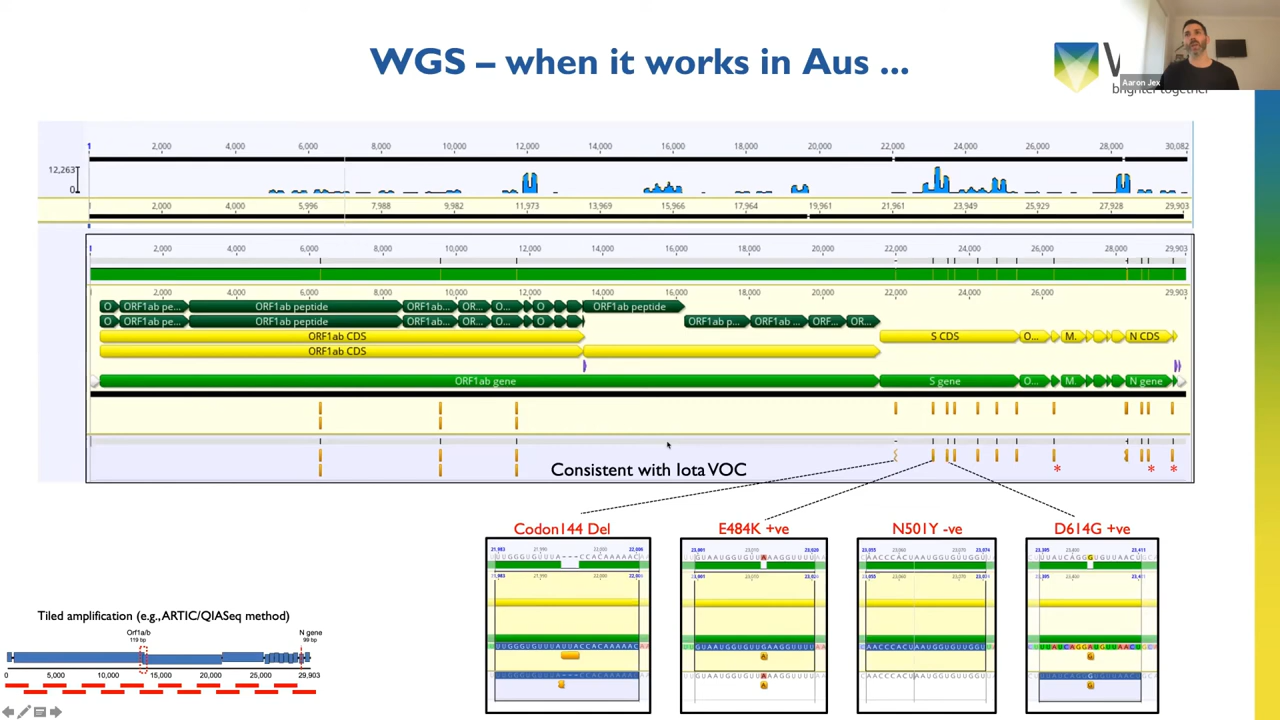 WGS – when it works in Aus ...
Aaron Jex
brighter together
1 2,000 4,000 6,000 8,000 10,000 12,000 14,000 16,000 18,000 20,000 22,000 24,000 26,000 28,000 30,082
12,263
0
2,000 4,000 5,996 7,988 9,982 11,973 13,969 15,966 17,964 19,961 21,961 23,949 25,929 27,928 29,903
1 2,000 4,000 6,000 8,000 10,000 12,000 14,000 16,000 18,000 20,000 22,000 24,000 26,000 28,000 29,903
1 2,000 4,000 6,000 8,000 10,000 12,000 14,000 16,000 18,000 20,000 22,000 24,000 26,000 29,903
O ORF1ab pe... ORF1ab peptide ORF1ab... OR... O... O ORF1ab peptide
O ORF1ab pe... ORF1ab peptide ORF1ab... OR... O... O ORF1ab p... ORF1ab ... ORF... OR...
ORF1ab CDS S CDS O... M. N CDS
ORF1ab CDS
ORF1ab gene S gene O... M. N gene
Consistent with Iota VOC
* * *
Codon144 Del E484K +ve N501Y -ve D614G +ve
Tiled amplification (e.g., ARTIC/QIASeq method)
Orf1a/b
119 bp
N gene
99 bp
0 5,000 10,000 15,000 20,000 25,000 29,903